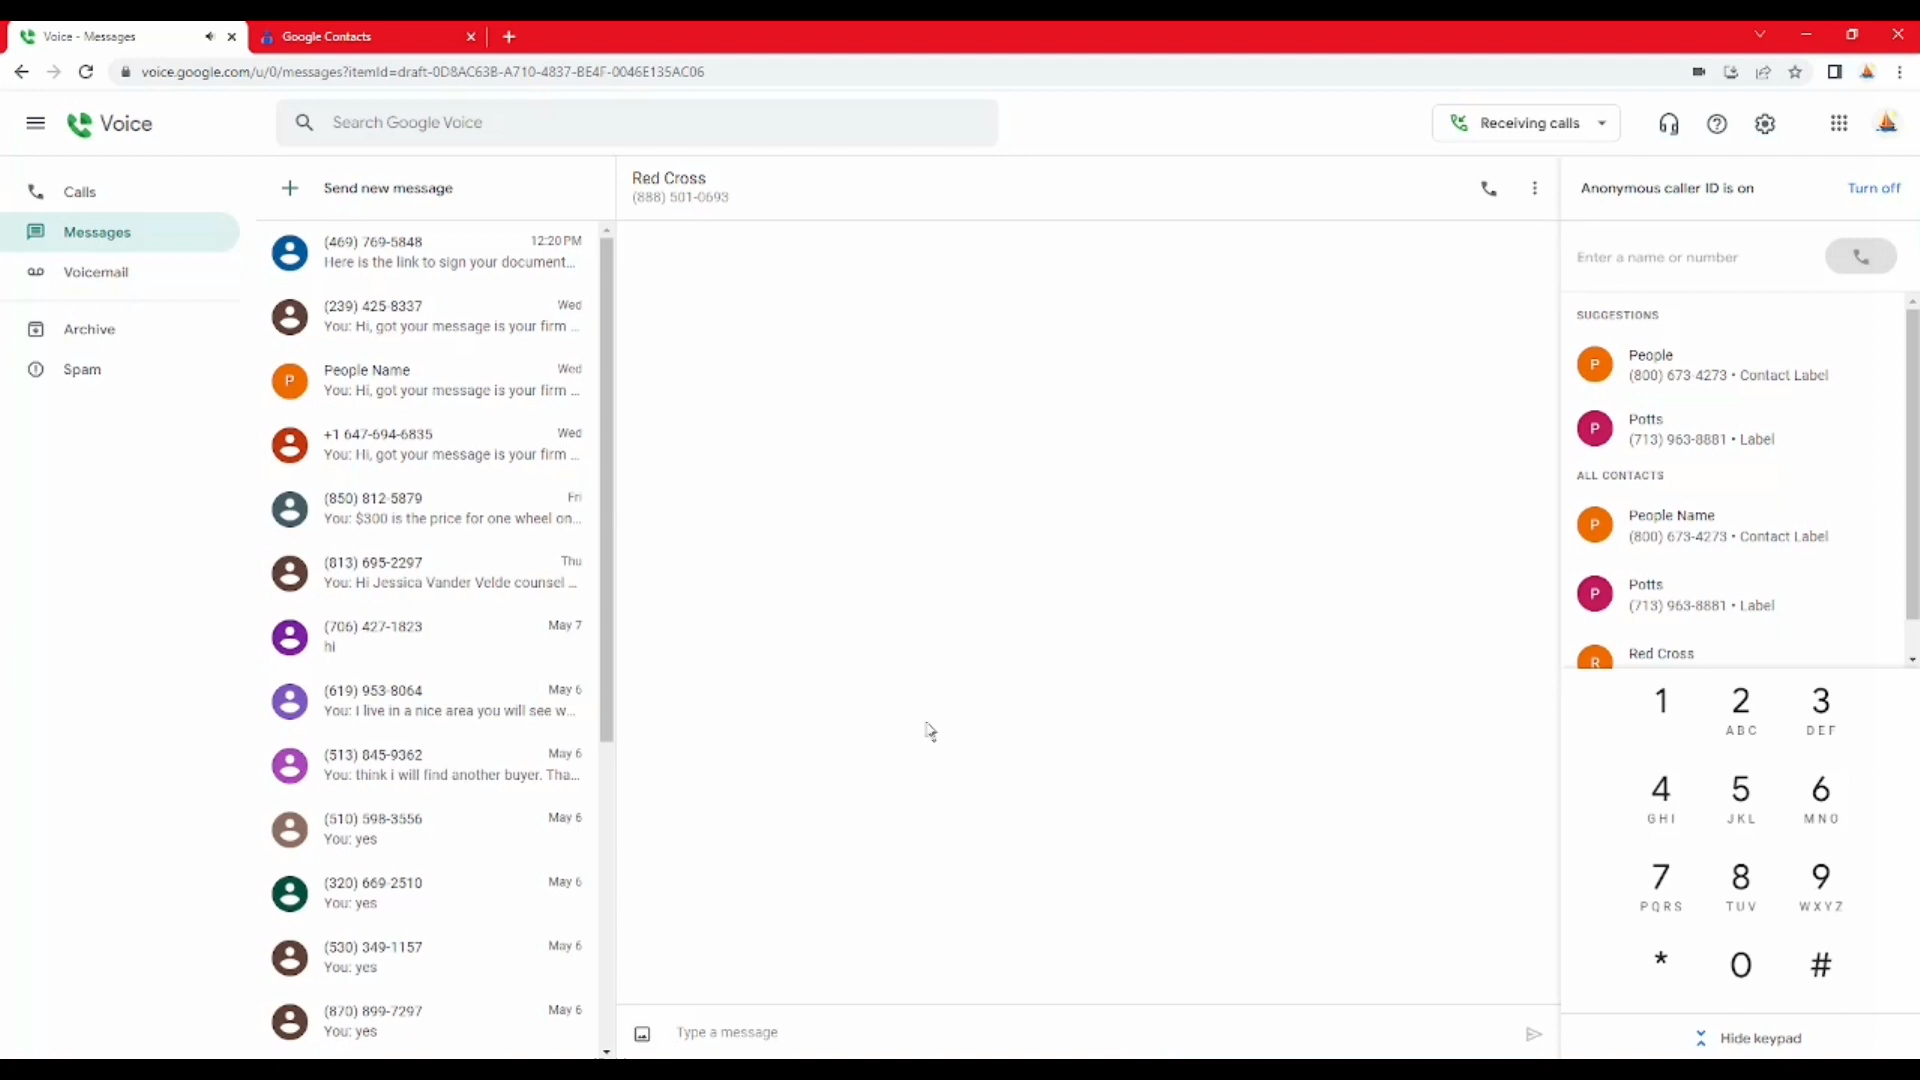 Voice - Messages
Google Contacts
voice.google.com/u/0/messages?itemId=draft-0D8AC63B-A710-4837-BE4F-0046E135AC06
Voice
Search Google Voice
Receiving calls
Calls
Messages
Voicemail
Archive
Spam
Send new message
(469) 769-5848 12:20 PM
Here is the link to sign your document...
(239) 425-8337 Wed
You: Hi, got your message is your firm ...
P
People Name Wed
You: Hi, got your message is your firm ...
+1 647-694-6835 Wed
You: Hi, got your message is your firm ...
(850) 812-5879 Fri
You: $300 is the price for one wheel on...
(813) 695-2297 Thu
You: Hi Jessica Vander Velde counsel ...
(706) 427-1823 May 7
hi
(619) 953-8064 May 6
You: I live in a nice area you will see w...
(513) 845-9362 May 6
You: think i will find another buyer. Tha...
(510) 598-3556 May 6
You: yes
(320) 669-2510 May 6
You: yes
(530) 349-1157 May 6
You: yes
(870) 899-7297 May 6
You: yes
Red Cross
(888) 501-0693
Type a message
Anonymous caller ID is on Turn off
Enter a name or number
SUGGESTIONS
P
People
(800) 673-4273 • Contact Label
P
Potts
(713) 963-8881 • Label
ALL CONTACTS
P
People Name
(800) 673-4273 • Contact Label
P
Potts
(713) 963-8881 • Label
R
Red Cross
1 2 3
ABC DEF
4 5 6
GHI JKL MNO
7 8 9
PQRS TUV WXYZ
* 0 #
Hide keypad